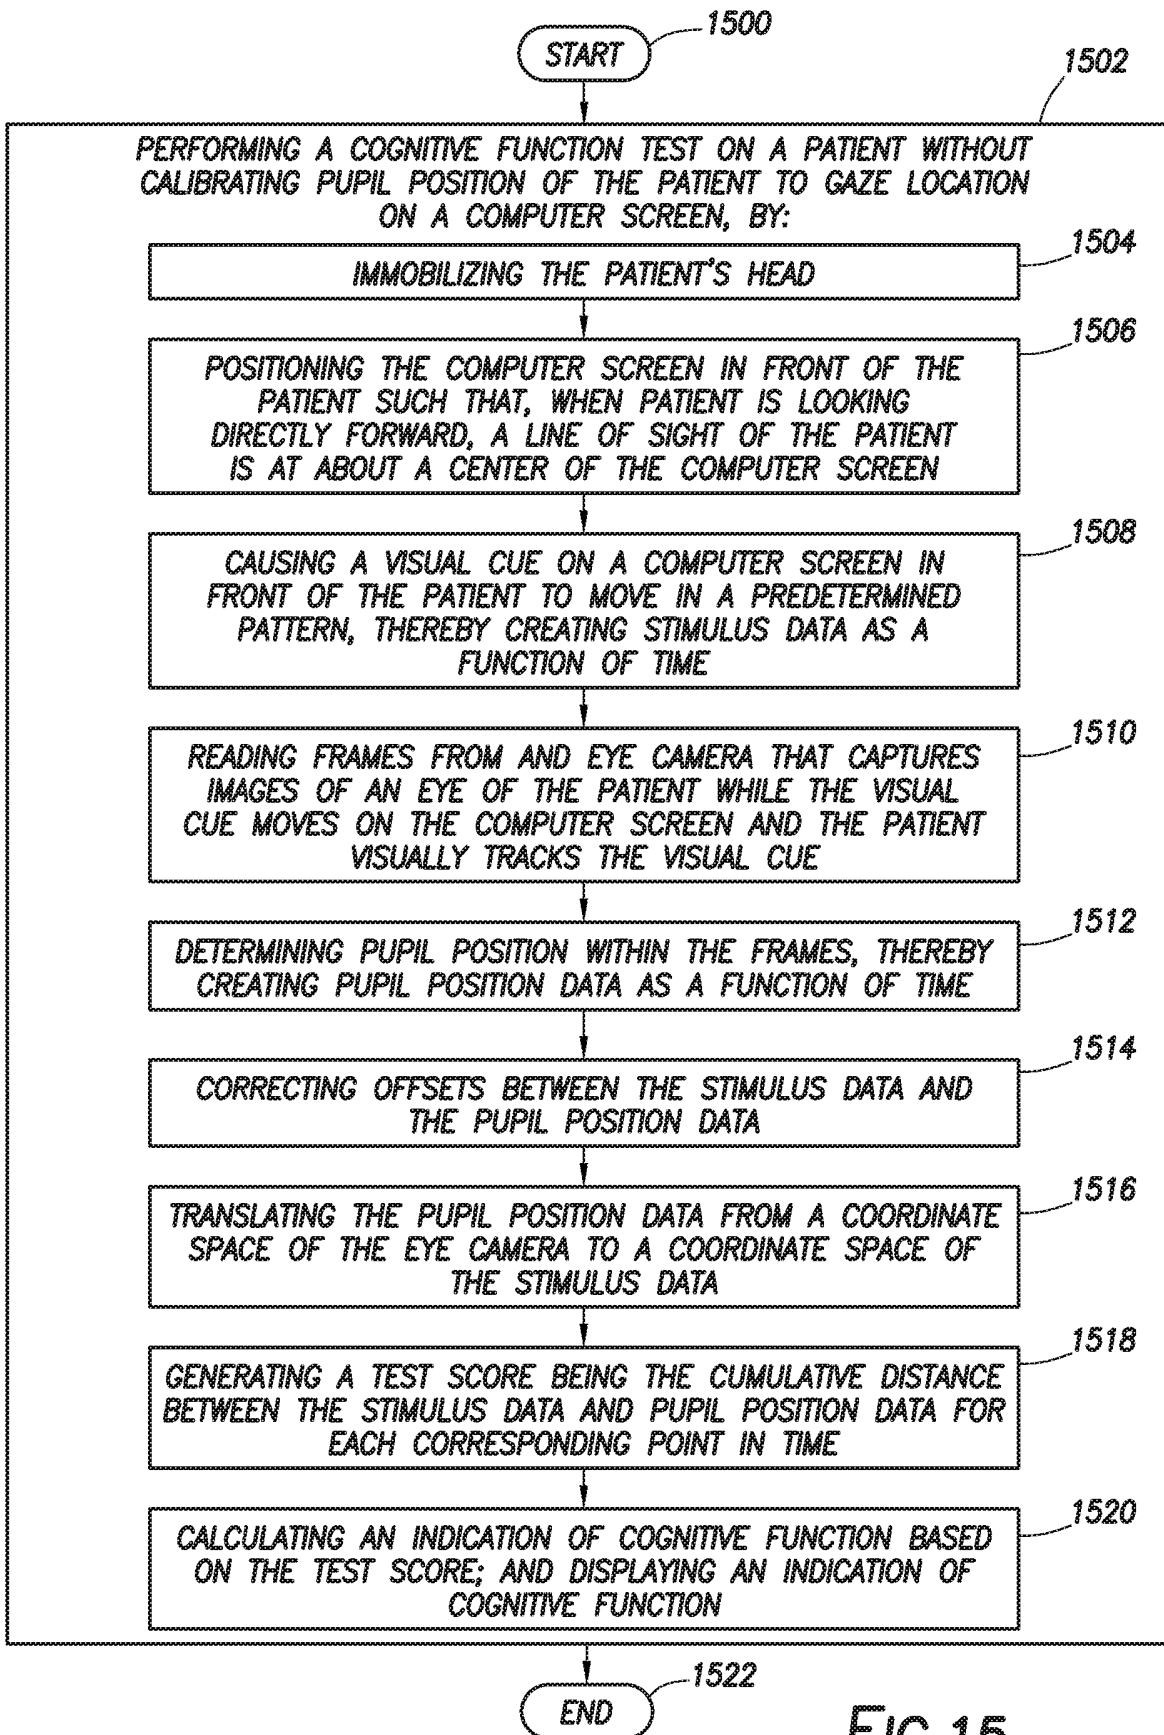 START
1500
1502
PERFORMING A COGNITIVE FUNCTION TEST ON A PATIENT WITHOUT
CALIBRATING PUPIL POSITION OF THE PATIENT TO GAZE LOCATION
ON A COMPUTER SCREEN, BY:
1504
IMMOBILIZING THE PATIENT'S HEAD
1506
POSITIONING THE COMPUTER SCREEN IN FRONT OF THE
PATIENT SUCH THAT, WHEN PATIENT IS LOOKING
DIRECTLY FORWARD, A LINE OF SIGHT OF THE PATIENT
IS AT ABOUT A CENTER OF THE COMPUTER SCREEN
1508
CAUSING A VISUAL CUE ON A COMPUTER SCREEN IN
FRONT OF THE PATIENT TO MOVE IN A PREDETERMINED
PATTERN, THEREBY CREATING STIMULUS DATA AS A
FUNCTION OF TIME
1510
READING FRAMES FROM AND EYE CAMERA THAT CAPTURES
IMAGES OF AN EYE OF THE PATIENT WHILE THE VISUAL
CUE MOVES ON THE COMPUTER SCREEN AND THE PATIENT
VISUALLY TRACKS THE VISUAL CUE
1512
DETERMINING PUPIL POSITION WITHIN THE FRAMES, THEREBY
CREATING PUPIL POSITION DATA AS A FUNCTION OF TIME
1514
CORRECTING OFFSETS BETWEEN THE STIMULUS DATA AND
THE PUPIL POSITION DATA
1516
TRANSLATING THE PUPIL POSITION DATA FROM A COORDINATE
SPACE OF THE EYE CAMERA TO A COORDINATE SPACE OF
THE STIMULUS DATA
1518
GENERATING A TEST SCORE BEING THE CUMULATIVE DISTANCE
BETWEEN THE STIMULUS DATA AND PUPIL POSITION DATA FOR
EACH CORRESPONDING POINT IN TIME
1520
CALCULATING AN INDICATION OF COGNITIVE FUNCTION BASED
ON THE TEST SCORE; AND DISPLAYING AN INDICATION OF
COGNITIVE FUNCTION
1522
END
FIG.15